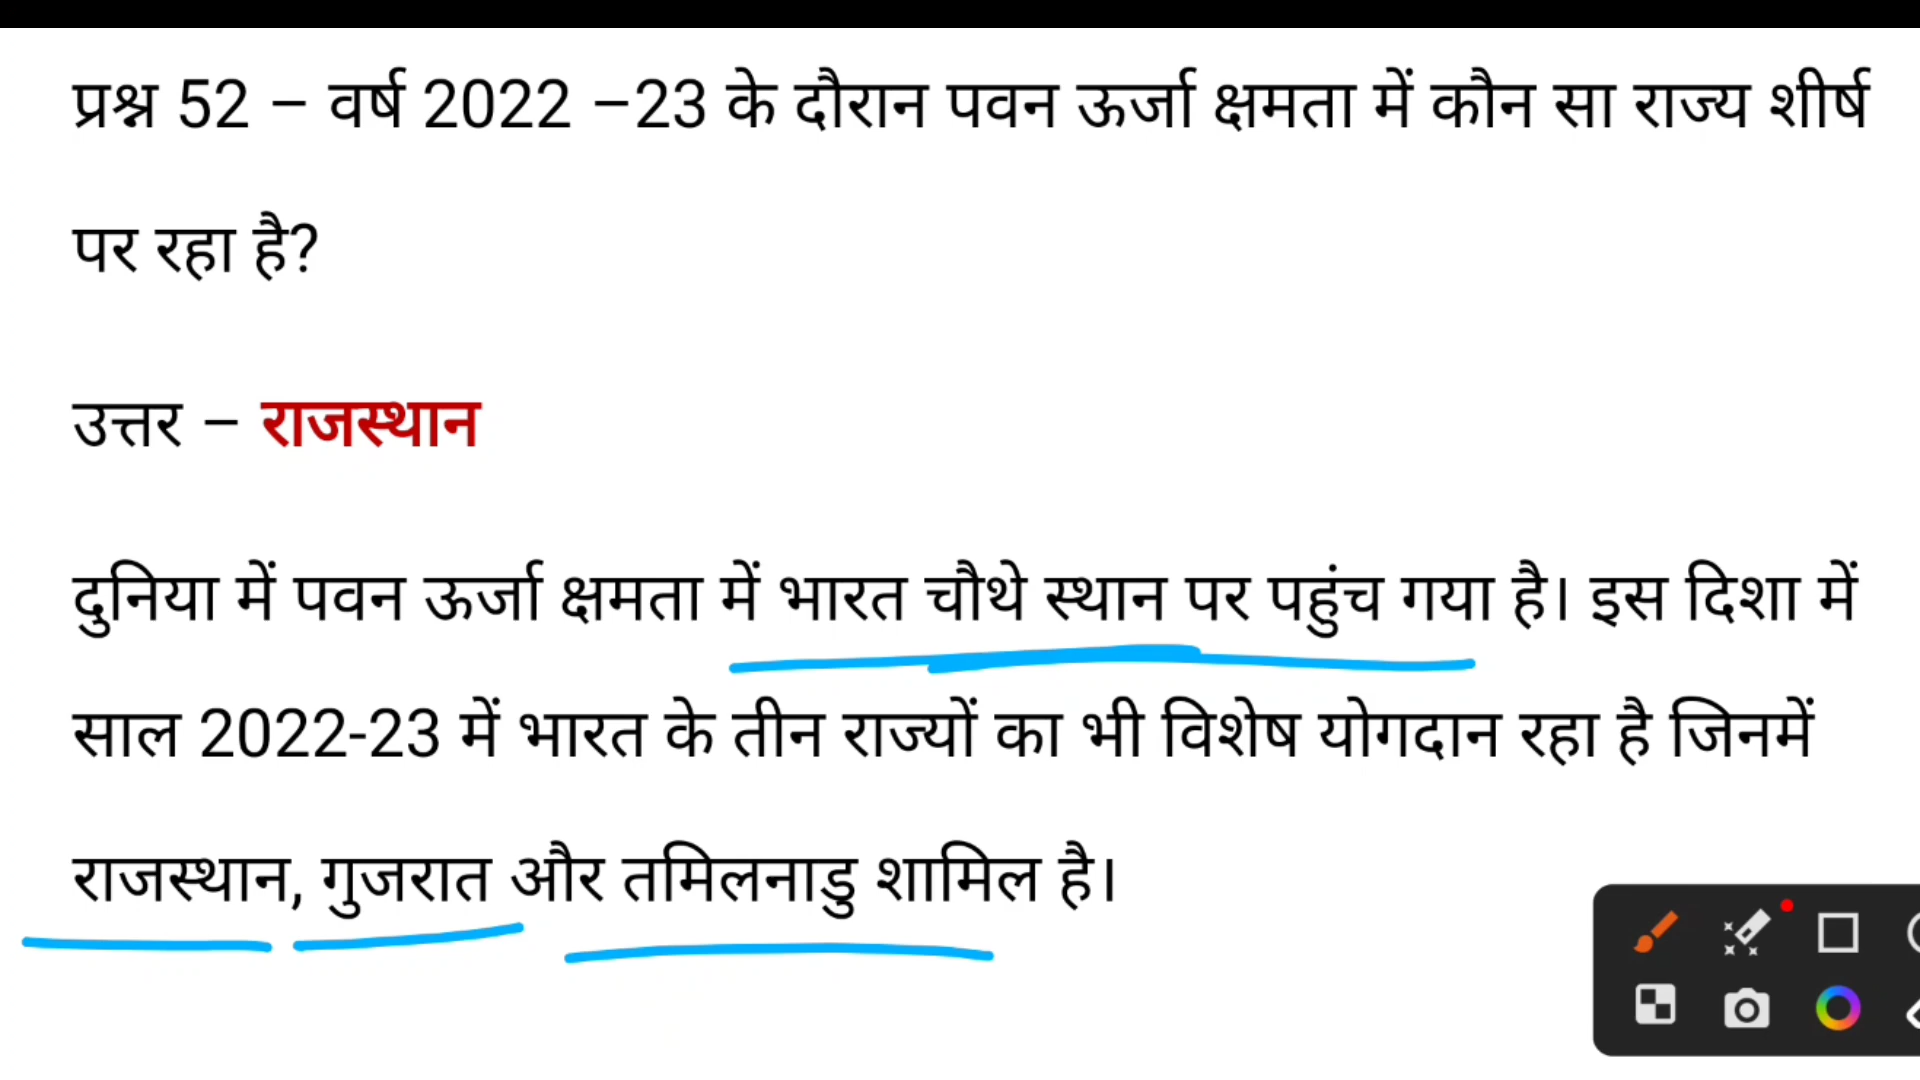 प्रश्न 52 – वर्ष 2022 –23 के दौरान पवन ऊर्जा क्षमता में कौन सा राज्य शीर्ष
पर रहा है?
उत्तर – राजस्थान
दुनिया में पवन ऊर्जा क्षमता में भारत चौथे स्थान पर पहुंच गया है। इस दिशा में
साल 2022-23 में भारत के तीन राज्यों का भी विशेष योगदान रहा है जिनमें
राजस्थान, गुजरात और तमिलनाडु शामिल है।